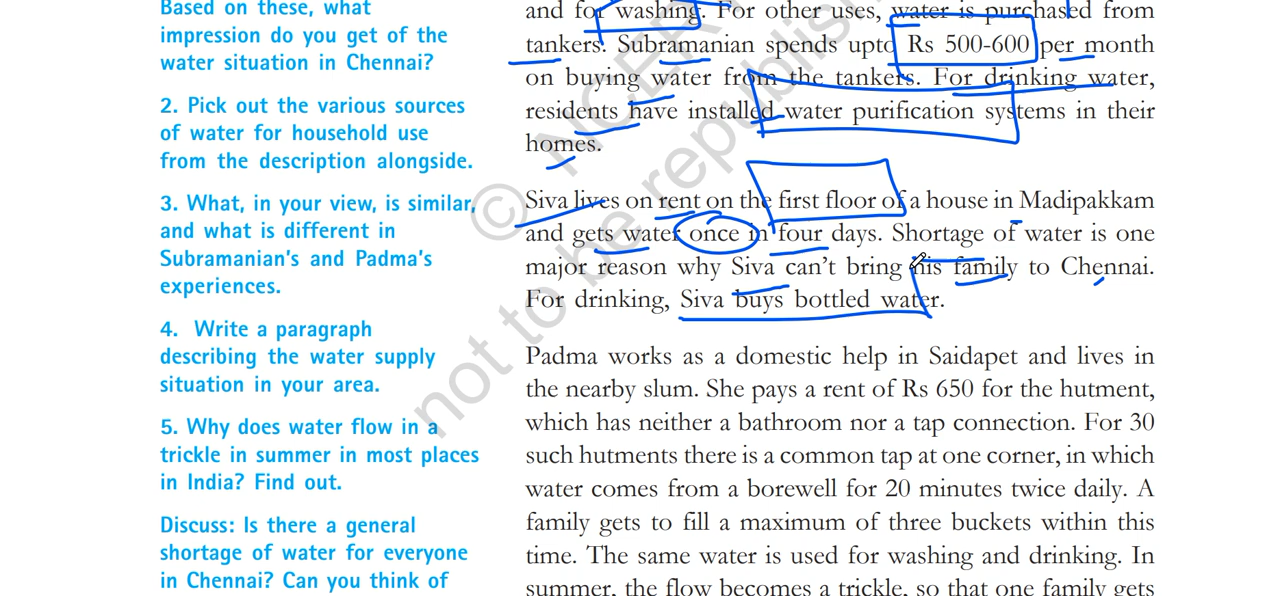 Based on these, what
impression do you get of the
water situation in Chennai?
2. Pick out the various sources
of water for household use
from the description alongside.
3. What, in your view, is similar,
and what is different in
Subramanian's and Padma's
experiences.
4. Write a paragraph
describing the water supply
situation in your area.
5. Why does water flow in a
trickle in summer in most places
in India? Find out.
Discuss: Is there a general
shortage of water for everyone
in Chennai? Can you think of
and for washing. For other uses, water is purchased from
tankers. Subramanian spends upto Rs 500-600 per month
on buying water from the tankers. For drinking water,
residents have installed water purification systems in their
homes.
Siva lives on rent on the first floor of a house in Madipakkam
and gets water once in four days. Shortage of water is one
major reason why Siva can't bring his family to Chennai.
For drinking, Siva buys bottled water.
Padma works as a domestic help in Saidapet and lives in
the nearby slum. She pays a rent of Rs 650 for the hutment,
which has neither a bathroom nor a tap connection. For 30
such hutments there is a common tap at one corner, in which
water comes from a borewell for 20 minutes twice daily. A
family gets to fill a maximum of three buckets within this
time. The same water is used for washing and drinking. In
summer, the flow becomes a trickle, so that one family gets
© NCER
not to be republish